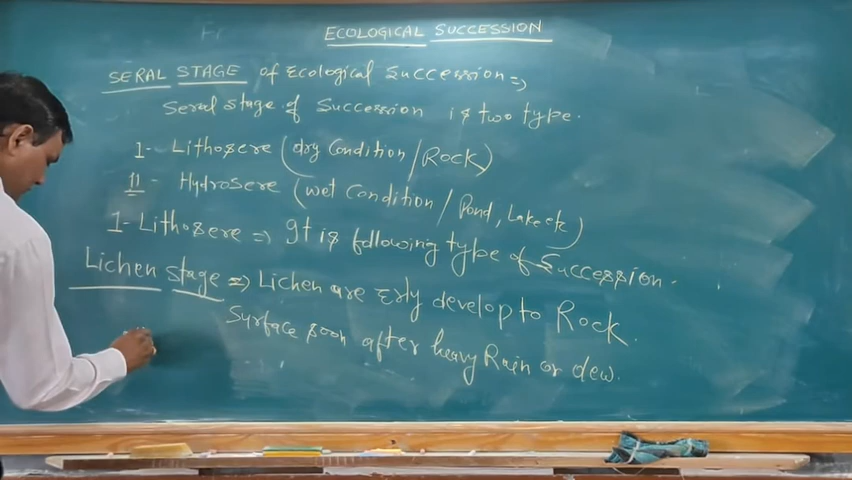 ECOLOGICAL SUCCESSION
SERAL STAGE of Ecological Succession ⇒
Seral stage of Succession is two type.
1- Lithosere (dry Condition / Rock)
II - Hydrosere (wet Condition / Pond, Lake etc)
1- Lithosere ⇒ It is following type of Succession.
Lichen stage ⇒ Lichen are Erly develop to Rock
Surface soon after heavy Rain or dew.